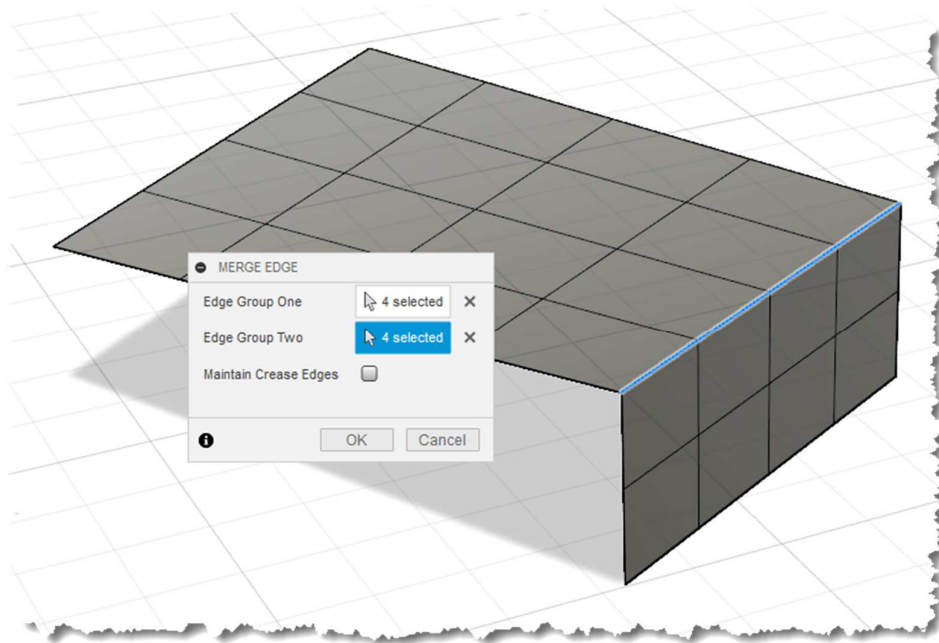 MERGE EDGE
Edge Group One 4 selected
Edge Group Two 4 selected
Maintain Crease Edges
OK Cancel